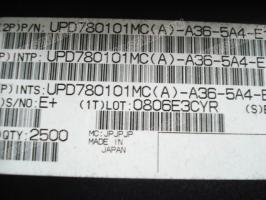 2P)P/N: UPD780101MC(A)-A36-5A4-E
P)INTP: UPD780101MC(A)-A36-5A4-E
P)INTS: UPD780101MC(A)-A36-5A4-E
)S/NO: E+ (1T)LOT: 0806E3CYR (S)
)QTY: 2500 MC: JPJPJP
MADE IN
JAPAN